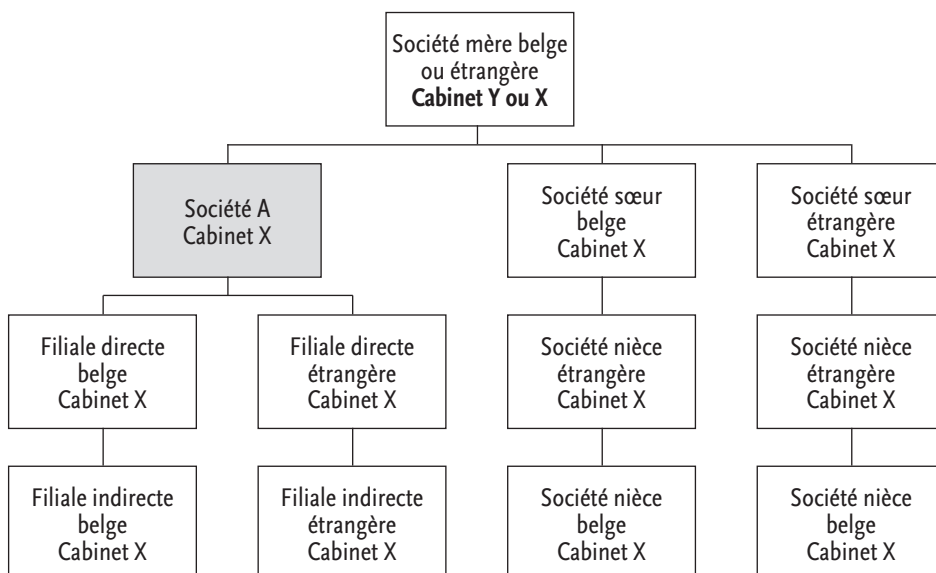 Société mère belge
ou étrangère
Cabinet Y ou X
Société A
Cabinet X
Société sœur
belge
Cabinet X
Société sœur
étrangère
Cabinet X
Filiale directe
belge
Cabinet X
Filiale directe
étrangère
Cabinet X
Société nièce
étrangère
Cabinet X
Société nièce
étrangère
Cabinet X
Filiale indirecte
belge
Cabinet X
Filiale indirecte
étrangère
Cabinet X
Société nièce
belge
Cabinet X
Société nièce
belge
Cabinet X